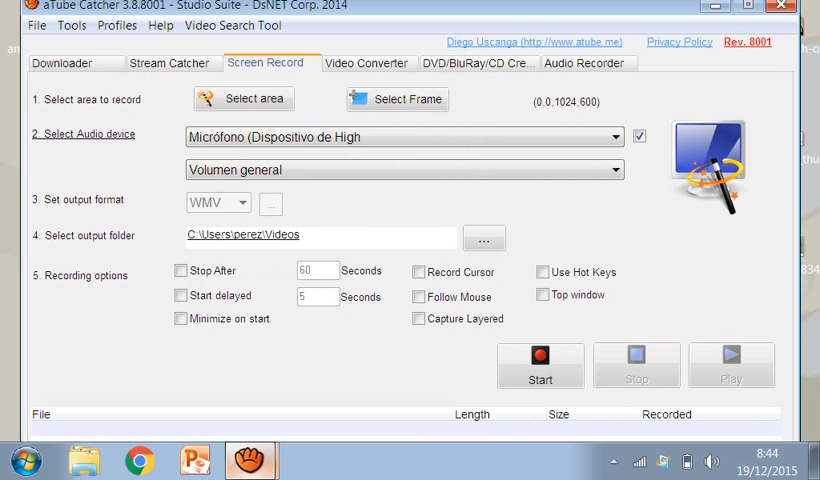 aTube Catcher 3.8.8001 - Studio Suite - DsNET Corp. 2014
File Tools Profiles Help Video Search Tool
Diego Uscanga (http://www.atube.me) Privacy Policy Rev. 8001
Downloader Stream Catcher Screen Record Video Converter DVD/BluRay/CD Cre... Audio Recorder
1. Select area to record Select area Select Frame (0,0,1024,600)
2. Select Audio device Micrófono (Dispositivo de High
Volumen general
3. Set output format WMV ...
4. Select output folder C:\Users\perez\Videos ...
5. Recording options Stop After 60 Seconds Record Cursor Use Hot Keys
Start delayed 5 Seconds Follow Mouse Top window
Minimize on start Capture Layered
Start Stop Play
File Length Size Recorded
8:44
19/12/2015